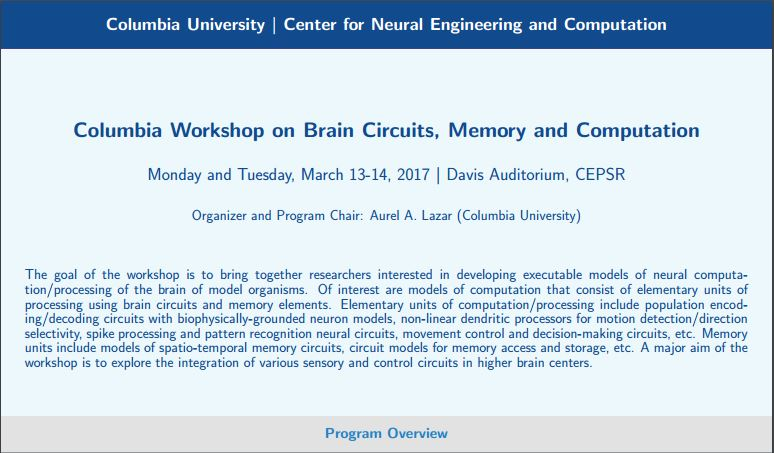 Columbia University | Center for Neural Engineering and Computation
Columbia Workshop on Brain Circuits, Memory and Computation
Monday and Tuesday, March 13-14, 2017 | Davis Auditorium, CEPSR
Organizer and Program Chair: Aurel A. Lazar (Columbia University)
The goal of the workshop is to bring together researchers interested in developing executable models of neural computa-
tion/processing of the brain of model organisms. Of interest are models of computation that consist of elementary units of
processing using brain circuits and memory elements. Elementary units of computation/processing include population encod-
ing/decoding circuits with biophysically-grounded neuron models, non-linear dendritic processors for motion detection/direction
selectivity, spike processing and pattern recognition neural circuits, movement control and decision-making circuits, etc. Memory
units include models of spatio-temporal memory circuits, circuit models for memory access and storage, etc. A major aim of the
workshop is to explore the integration of various sensory and control circuits in higher brain centers.
Program Overview